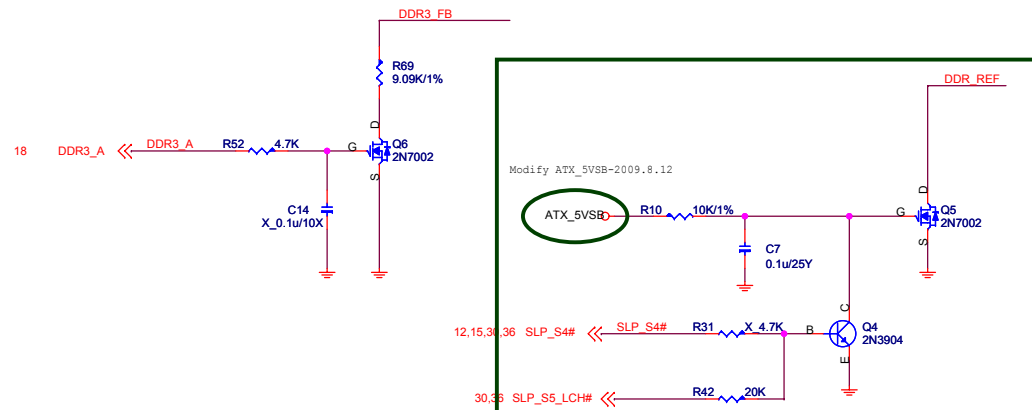 DDR3_FB
R69
9.09K/1%
DDR_REF
D
18
DDR3_A
DDR3_A
R52
4.7K
G
Q6
2N7002
S
Modify ATX_5VSB-2009.8.12
C14
X_0.1u/10X
ATX_5VSB
R10
10K/1%
D
G
Q5
2N7002
S
C7
0.1u/25Y
C
12,15,30,36
SLP_S4#
SLP_S4#
R31
X_4.7K
B
Q4
2N3904
E
30,36
SLP_S5_LCH#
R42
20K